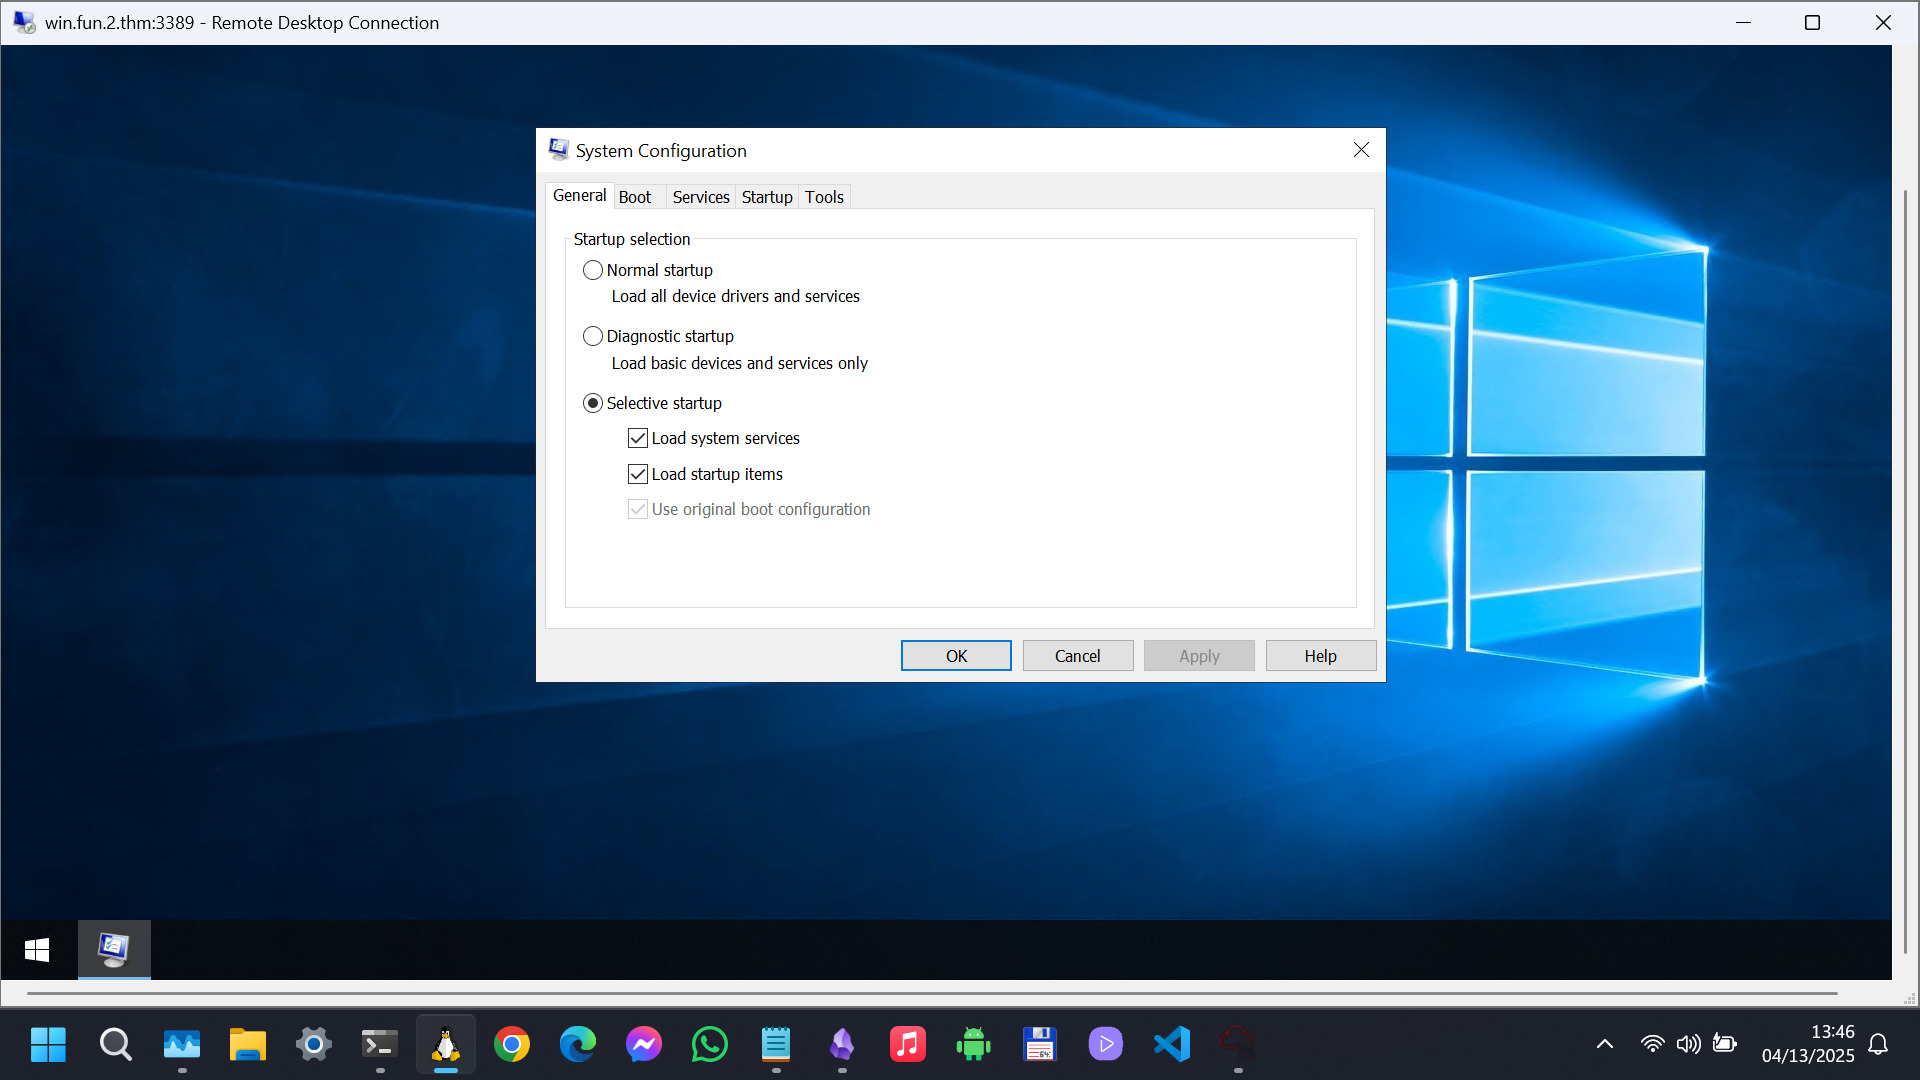 win.fun.2.thm:3389 - Remote Desktop Connection
System Configuration
General Boot Services Startup Tools
Startup selection
Normal startup
Load all device drivers and services
Diagnostic startup
Load basic devices and services only
Selective startup
Load system services
Load startup items
Use original boot configuration
OK Cancel Apply Help
64
13:46
04/13/2025